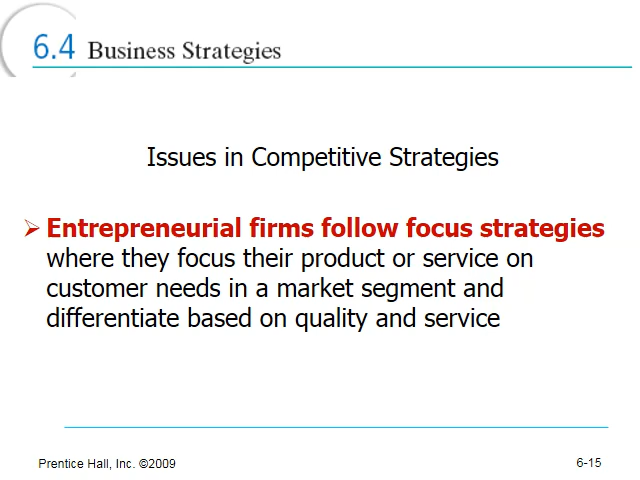 6.4 Business Strategies
Issues in Competitive Strategies
Entrepreneurial firms follow focus strategies
where they focus their product or service on
customer needs in a market segment and
differentiate based on quality and service
Prentice Hall, Inc. ©2009
6-15